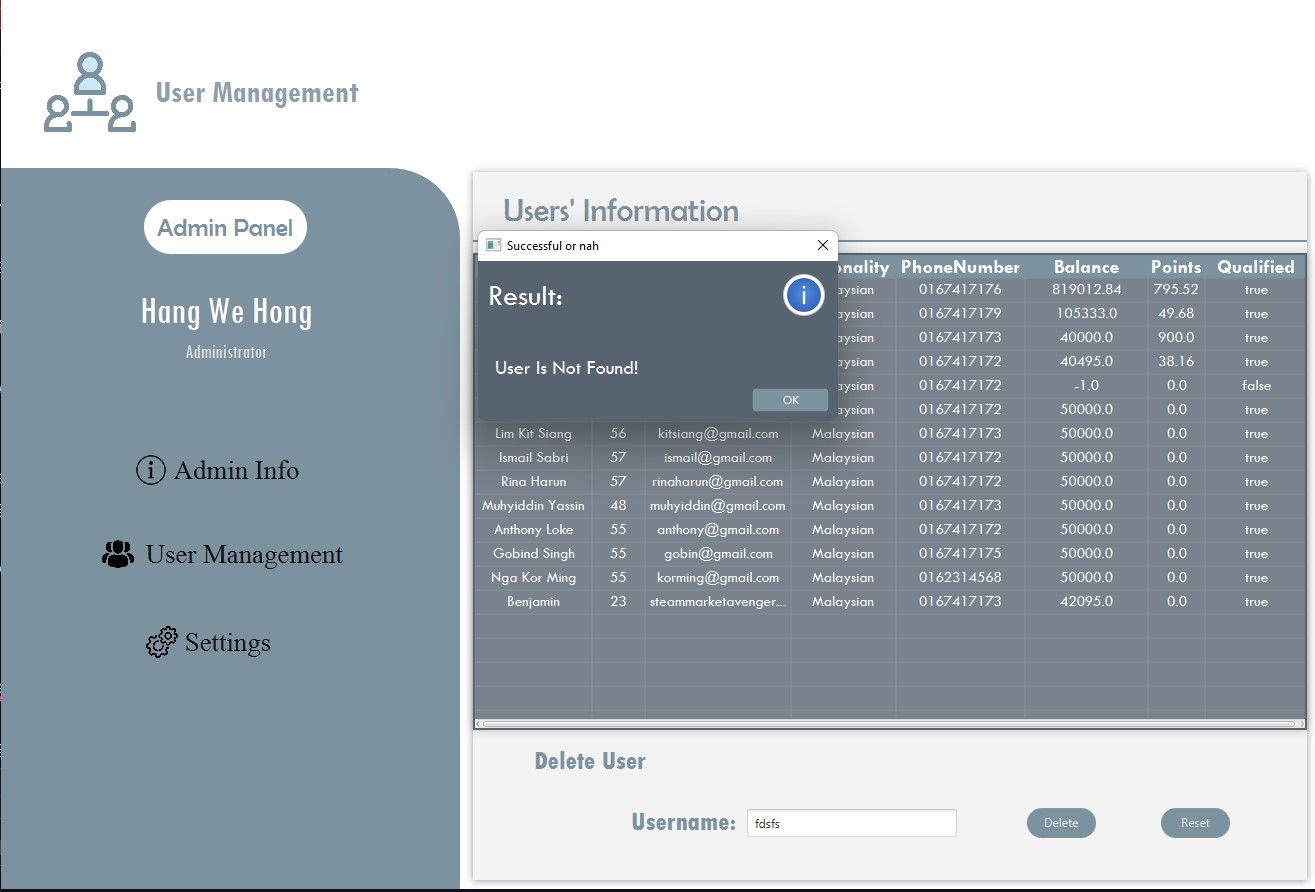 User Management
Admin Panel
Hang We Hong
Administrator
Admin Info
User Management
Settings
Users' Information
Successful or nah
Result:
User Is Not Found!
OK
onality PhoneNumber Balance Points Qualified
aysian 0167417176 819012.84 795.52 true
aysian 0167417179 105333.0 49.68 true
aysian 0167417173 40000.0 900.0 true
aysian 0167417172 40495.0 38.16 true
aysian 0167417172 -1.0 0.0 false
aysian 0167417172 50000.0 0.0 true
Lim Kit Siang 56 kitsiang@gmail.com Malaysian 0167417173 50000.0 0.0 true
Ismail Sabri 57 ismail@gmail.com Malaysian 0167417172 50000.0 0.0 true
Rina Harun 57 rinaharun@gmail.com Malaysian 0167417172 50000.0 0.0 true
Muhyiddin Yassin 48 muhyiddin@gmail.com Malaysian 0167417173 50000.0 0.0 true
Anthony Loke 55 anthony@gmail.com Malaysian 0167417172 50000.0 0.0 true
Gobind Singh 55 gobin@gmail.com Malaysian 0167417175 50000.0 0.0 true
Nga Kor Ming 55 korming@gmail.com Malaysian 0162314568 50000.0 0.0 true
Benjamin 23 steammarketavenger... Malaysian 0167417173 42095.0 0.0 true
Delete User
Username: fdsfs Delete Reset